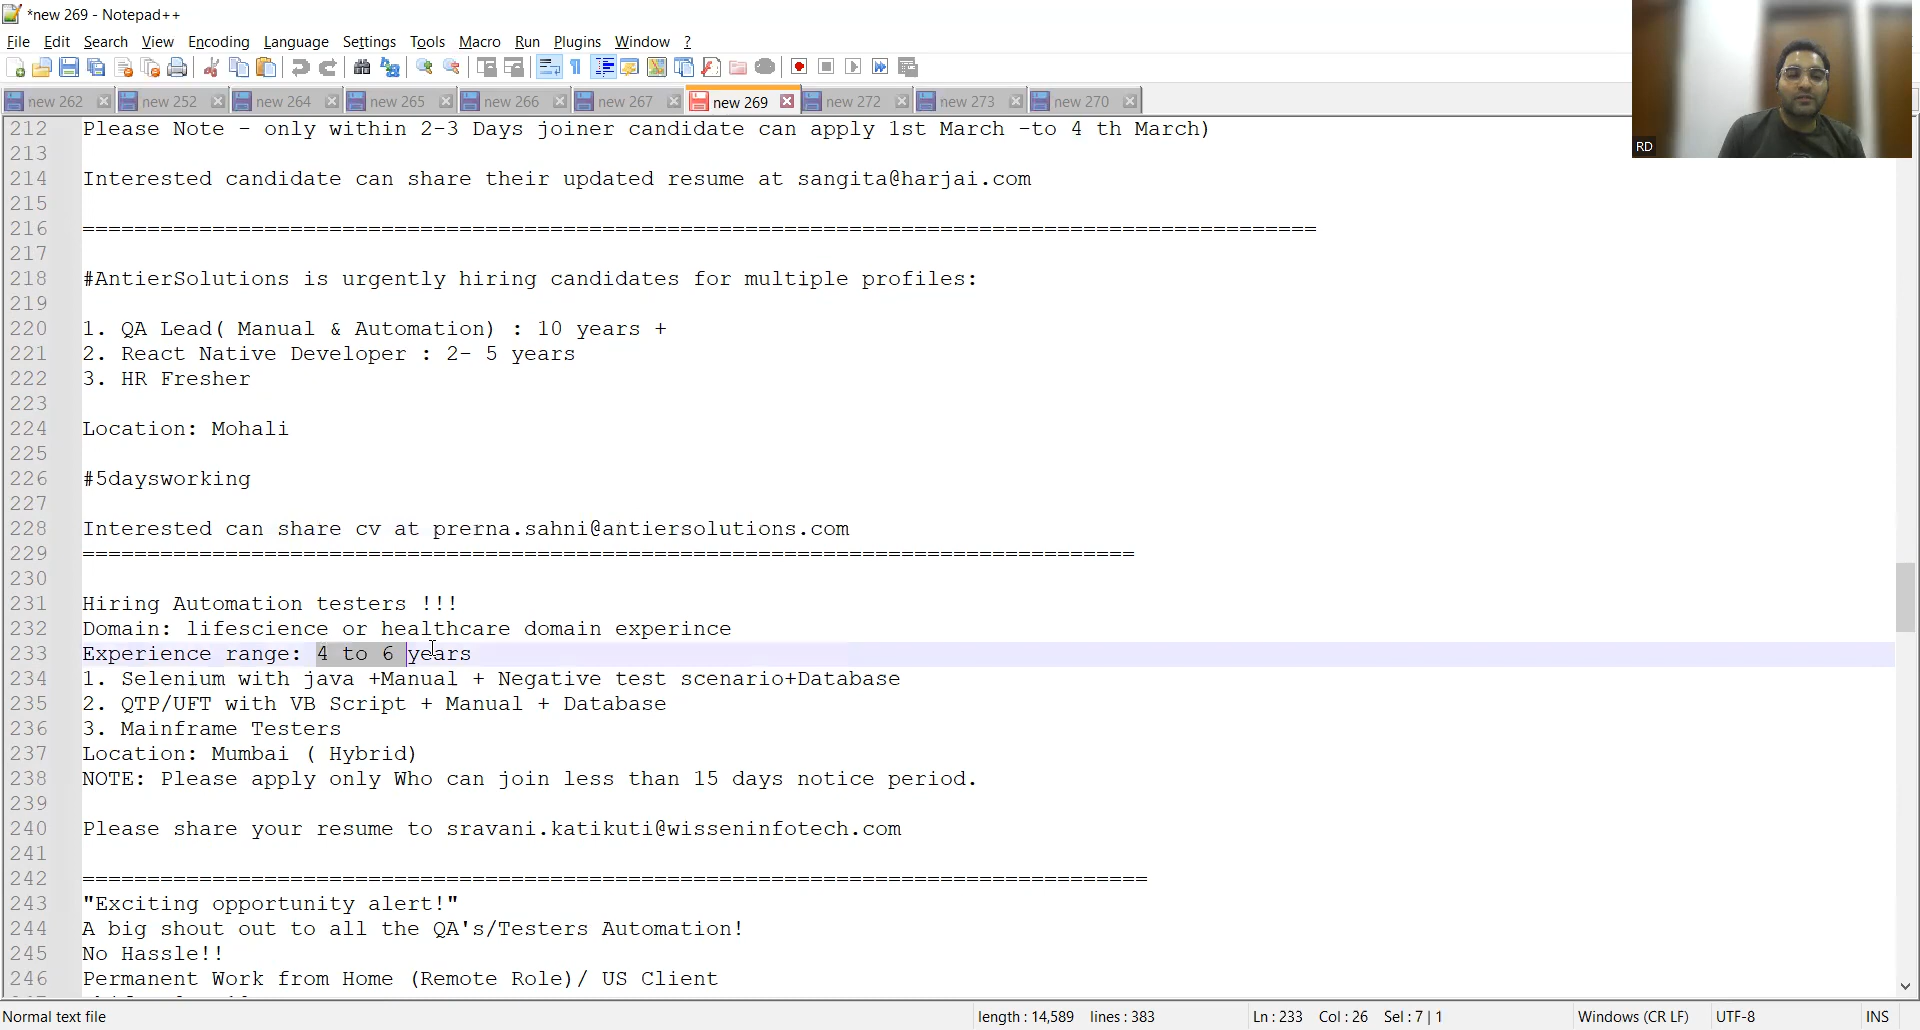 *new 269 - Notepad++
File Edit Search View Encoding Language Settings Tools Macro Run Plugins Window ?
new 262 new 252 new 264 new 265 new 266 new 267 new 269 new 272 new 273 new 270
RD
212 Please Note - only within 2-3 Days joiner candidate can apply 1st March -to 4 th March)
213
214 Interested candidate can share their updated resume at sangita@harjai.com
215
216 ===============================================================================================
217
218 #AntierSolutions is urgently hiring candidates for multiple profiles:
219
220 1. QA Lead( Manual & Automation) : 10 years +
221 2. React Native Developer : 2- 5 years
222 3. HR Fresher
223
224 Location: Mohali
225
226 #5daysworking
227
228 Interested can share cv at prerna.sahni@antiersolutions.com
229 =================================================================================
230
231 Hiring Automation testers !!!
232 Domain: lifescience or healthcare domain experince
233 Experience range: 4 to 6 years
234 1. Selenium with java +Manual + Negative test scenario+Database
235 2. QTP/UFT with VB Script + Manual + Database
236 3. Mainframe Testers
237 Location: Mumbai ( Hybrid)
238 NOTE: Please apply only Who can join less than 15 days notice period.
239
240 Please share your resume to sravani.katikuti@wisseninfotech.com
241
242 ==================================================================================
243 "Exciting opportunity alert!"
244 A big shout out to all the QA's/Testers Automation!
245 No Hassle!!
246 Permanent Work from Home (Remote Role)/ US Client
Normal text file length : 14,589 lines : 383 Ln : 233 Col : 26 Sel : 7 | 1 Windows (CR LF) UTF-8 INS